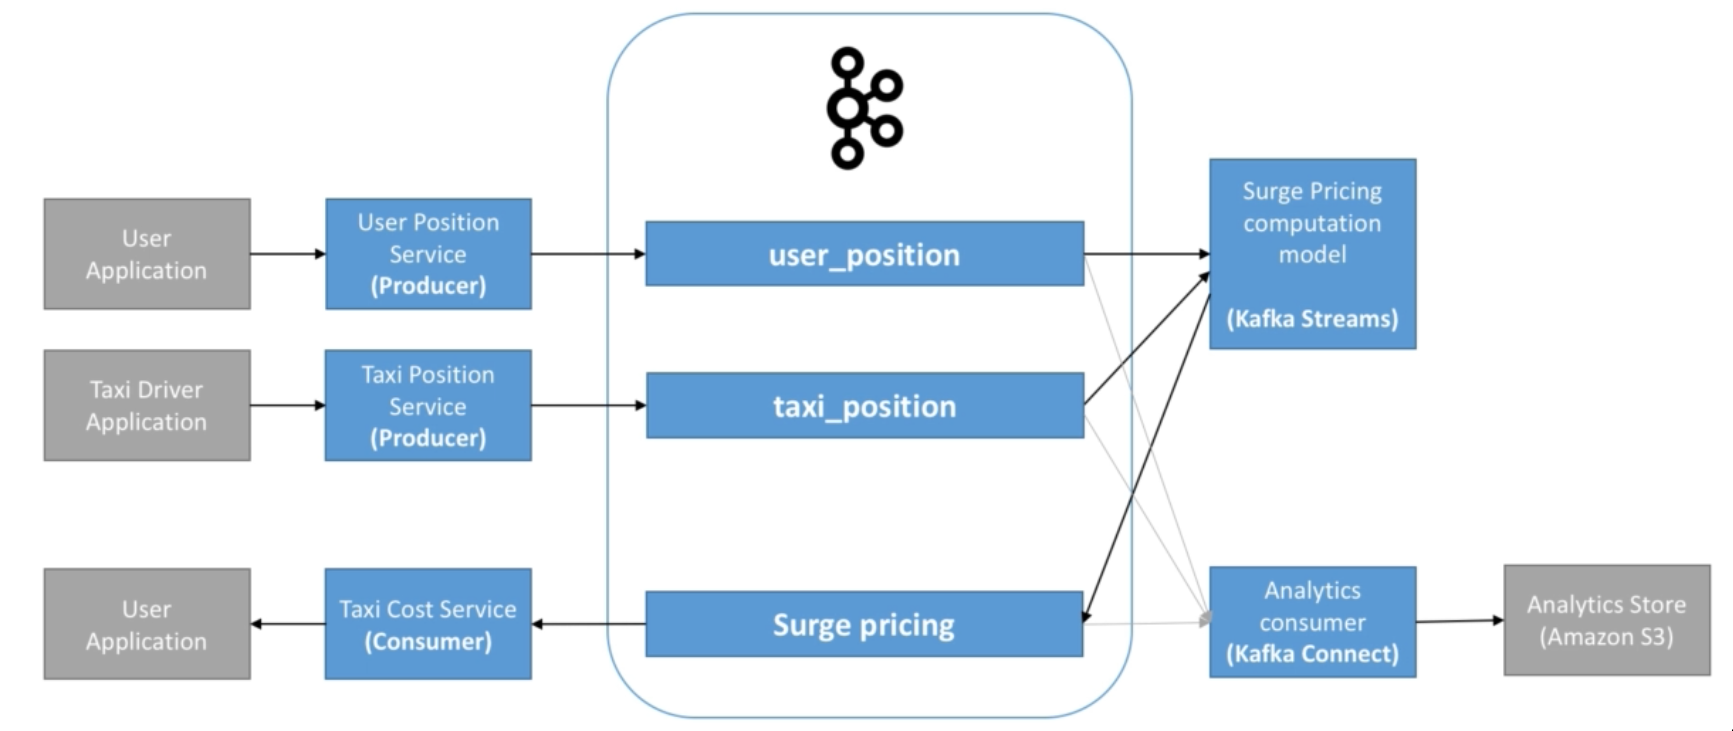 User
Application
User Position
Service
(Producer)
user_position
Surge Pricing
computation
model
(Kafka Streams)
Taxi Driver
Application
Taxi Position
Service
(Producer)
taxi_position
User
Application
Taxi Cost Service
(Consumer)
Surge pricing
Analytics
consumer
(Kafka Connect)
Analytics Store
(Amazon S3)